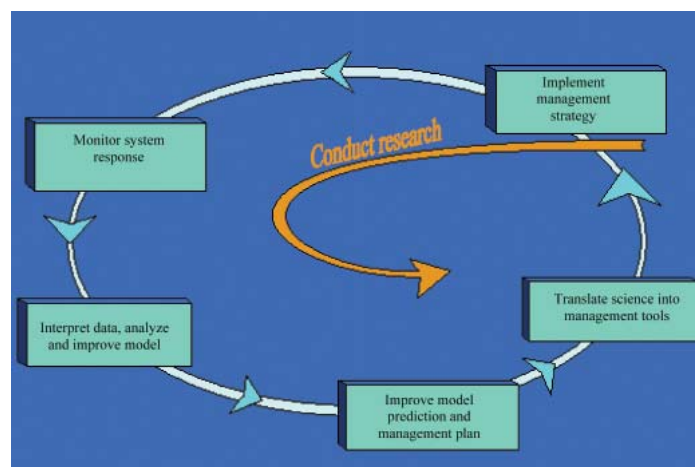 Implement
management
strategy
Conduct research
Monitor system
response
Translate science into
management tools
Interpret data, analyze
and improve model
Improve model
prediction and
management plan